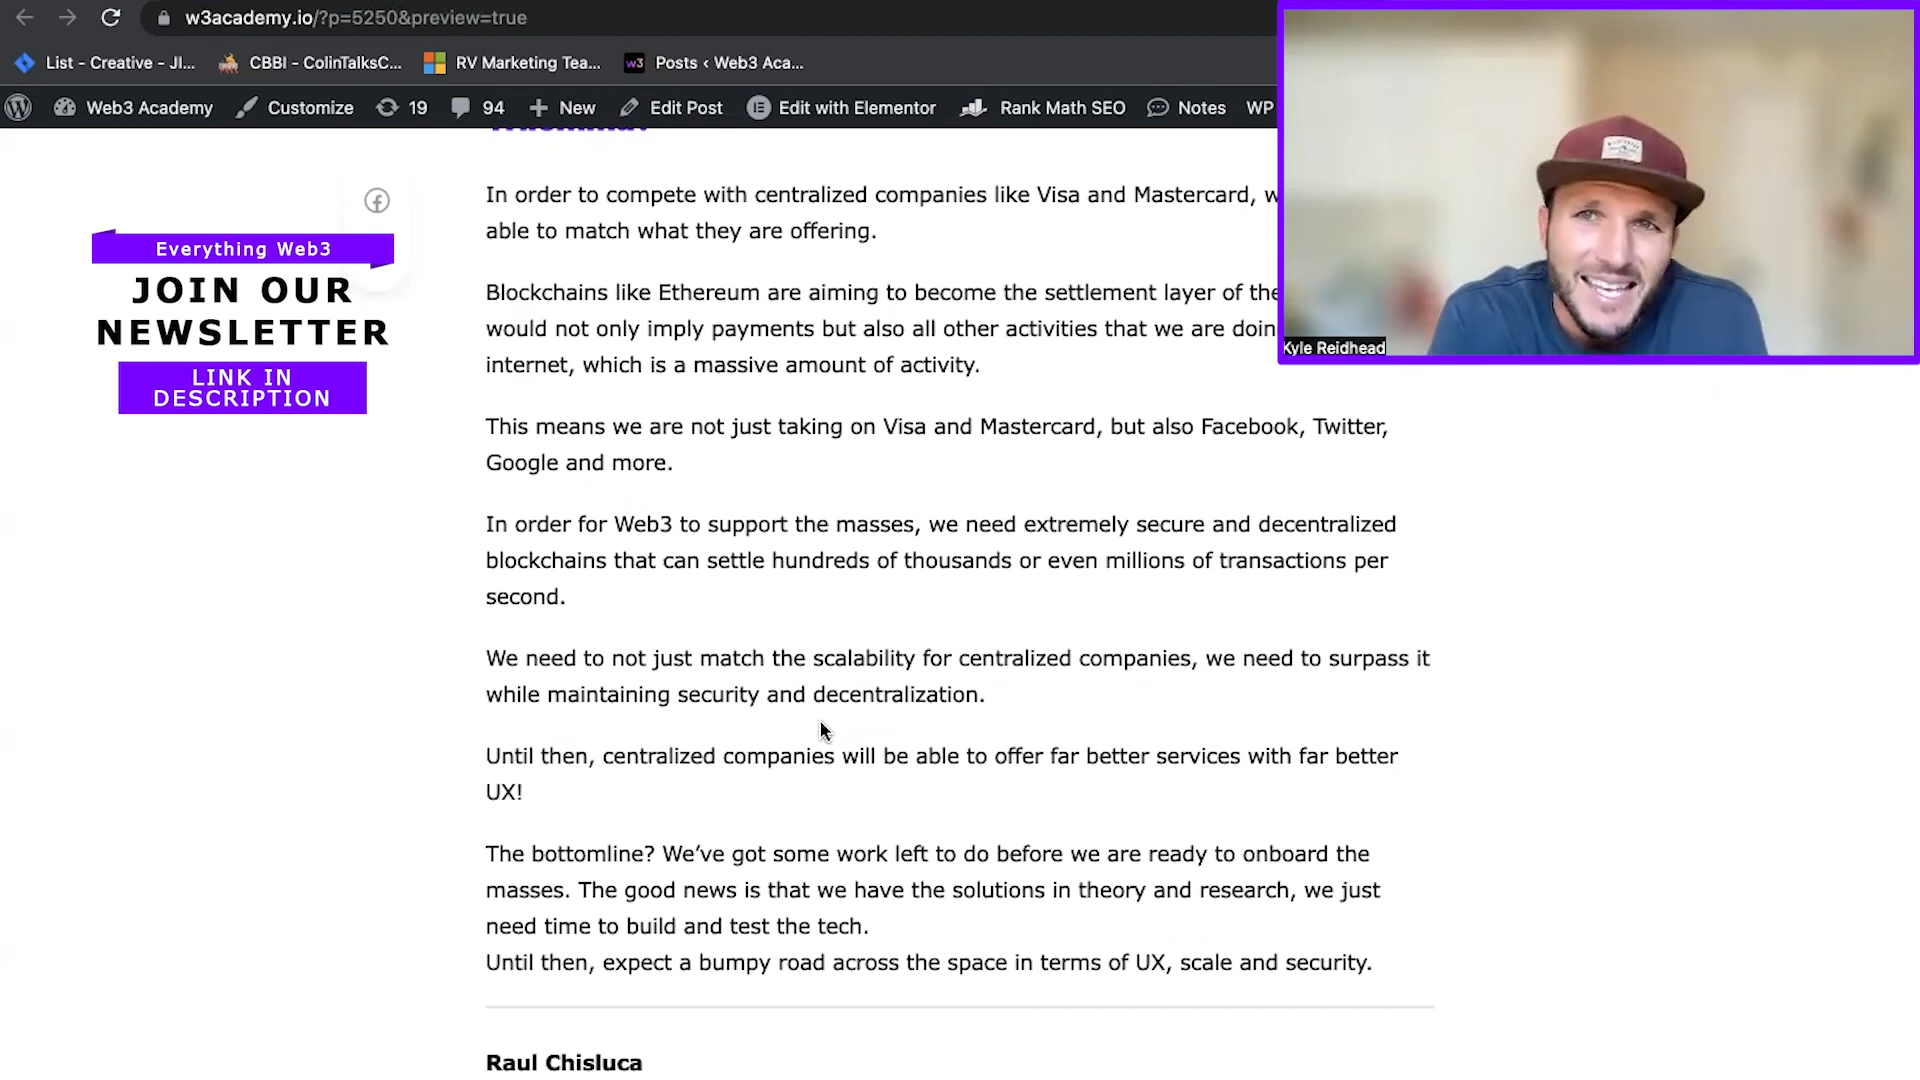 w3academy.io/?p=5250&preview=true
List - Creative - JI... CBBI - ColinTalksC... RV Marketing Tea... w3 Posts ‹ Web3 Aca...
Web3 Academy Customize 19 94 New Edit Post Edit with Elementor Rank Math SEO Notes WP
In order to compete with centralized companies like Visa and Mastercard,
able to match what they are offering.
Blockchains like Ethereum are aiming to become the settlement layer of the
would not only imply payments but also all other activities that we are doin
internet, which is a massive amount of activity.
This means we are not just taking on Visa and Mastercard, but also Facebook, Twitter,
Google and more.
In order for Web3 to support the masses, we need extremely secure and decentralized
blockchains that can settle hundreds of thousands or even millions of transactions per
second.
We need to not just match the scalability for centralized companies, we need to surpass it
while maintaining security and decentralization.
Until then, centralized companies will be able to offer far better services with far better
UX!
The bottomline? We’ve got some work left to do before we are ready to onboard the
masses. The good news is that we have the solutions in theory and research, we just
need time to build and test the tech.
Until then, expect a bumpy road across the space in terms of UX, scale and security.
Raul Chisluca
Everything Web3
JOIN OUR
NEWSLETTER
LINK IN
DESCRIPTION
Kyle Reidhead